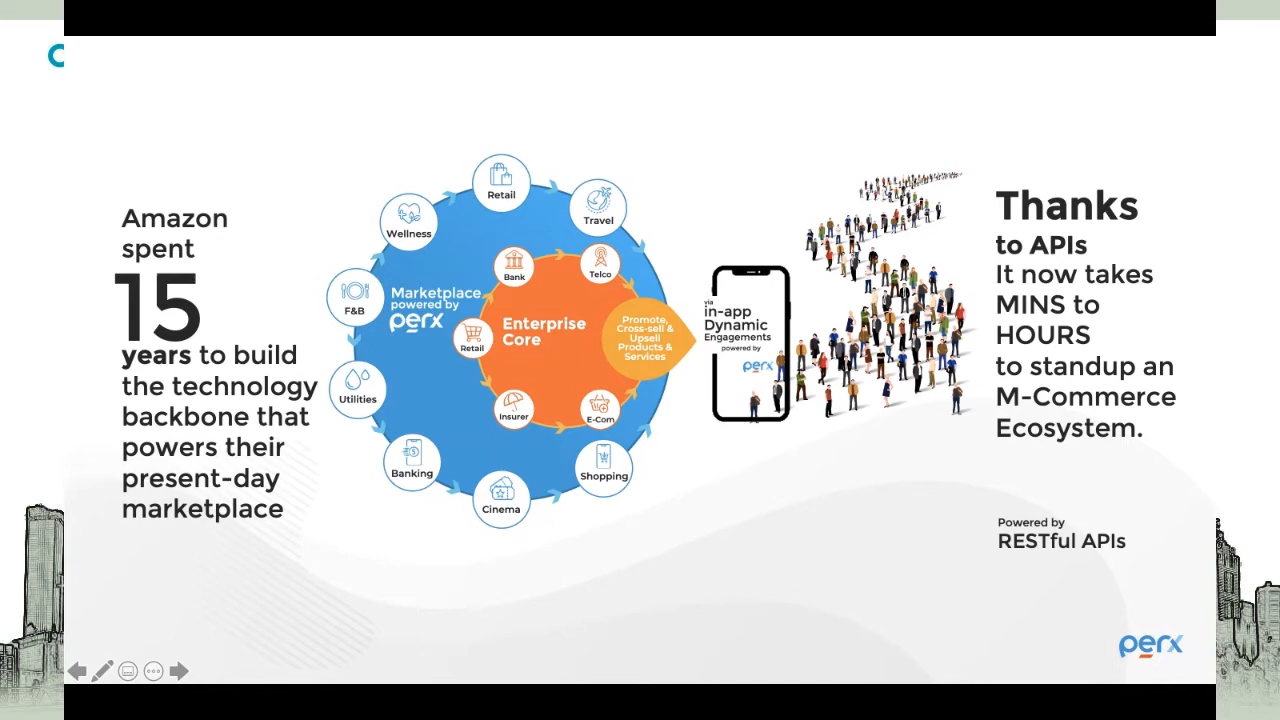 Amazon
spent
15
years to build
the technology
backbone that
powers their
present-day
marketplace
Retail
Travel
Wellness
F&B
Utilities
Banking
Cinema
Shopping
Marketplace
powered by
perx
Bank
Telco
Retail
Insurer
E-Com
Enterprise
Core
Promote,
Cross-sell &
Upsell
Products &
Services
via
in-app
Dynamic
Engagements
powered by
perx
Thanks
to APIs
It now takes
MINS to
HOURS
to standup an
M-Commerce
Ecosystem.
Powered by
RESTful APIs
perx